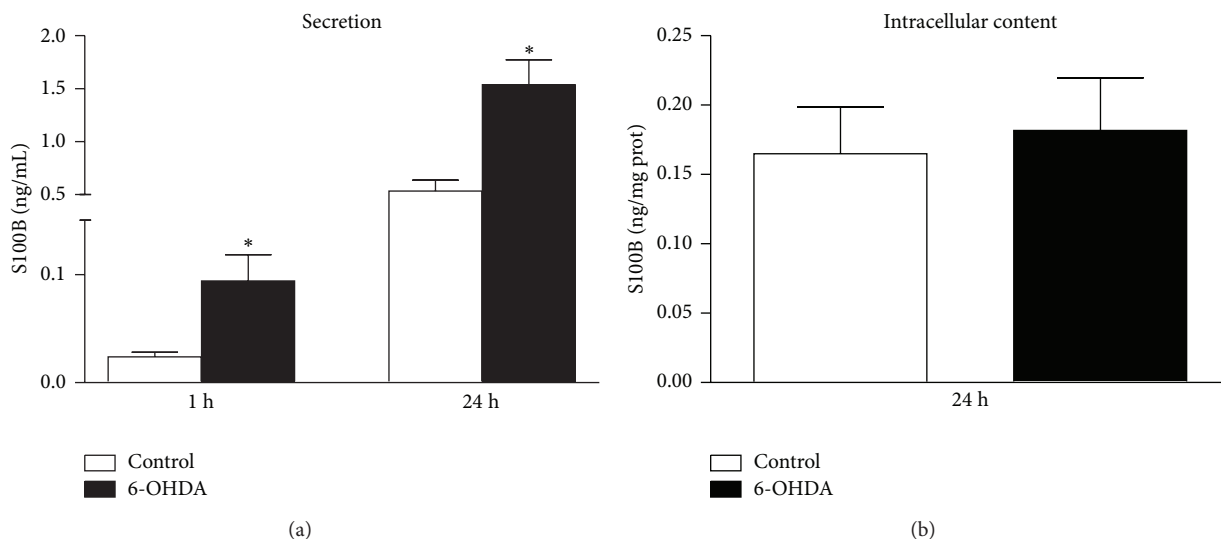 Secretion
S100B (ng/mL)
2.0
1.5
1.0
0.5
0.1
0.0
*
*
1 h
24 h
Control
6-OHDA
(a)
Intracellular content
S100B (ng/mg prot)
0.25
0.20
0.15
0.10
0.05
0.00
24 h
Control
6-OHDA
(b)